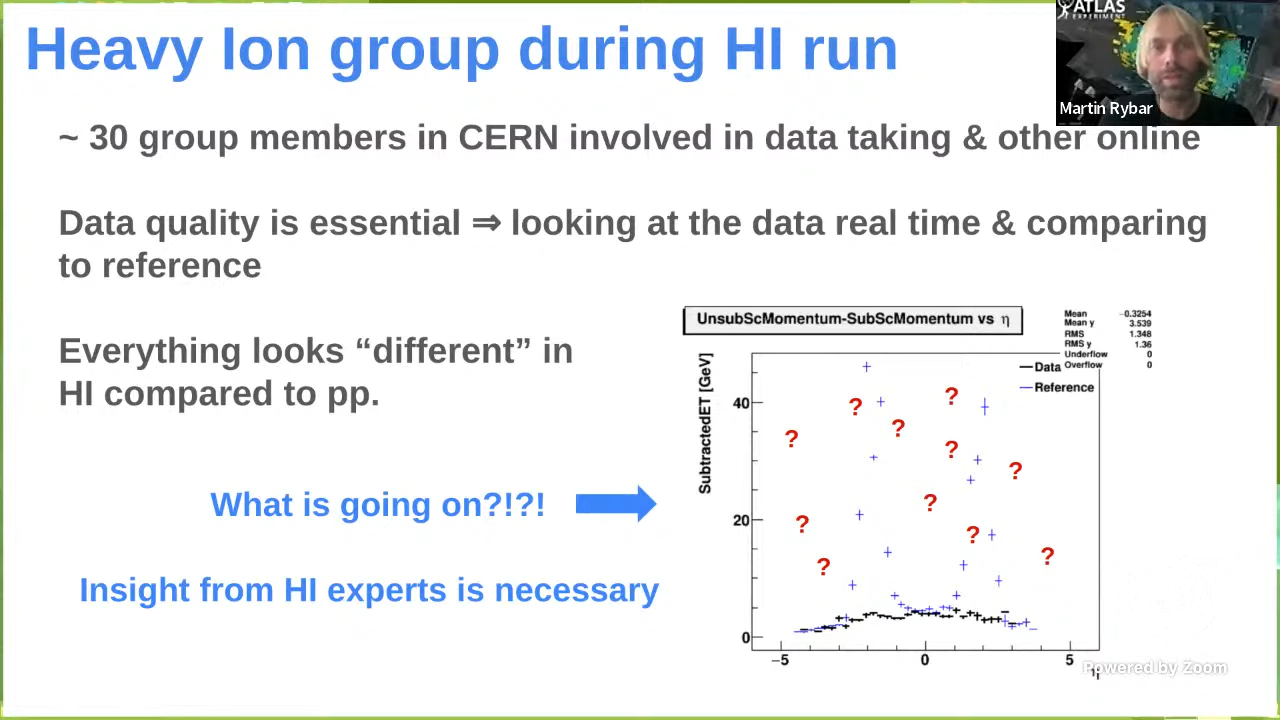 Heavy Ion group during HI run
ATLAS
EXPERIMENT
Martin Rybar
~ 30 group members in CERN involved in data taking & other online
Data quality is essential ⇒ looking at the data real time & comparing
to reference
Everything looks “different” in
HI compared to pp.
What is going on?!?!
Insight from HI experts is necessary
UnsubScMomentum-SubScMomentum vs η
Mean −0.3254
Mean y 3.539
RMS 1.348
RMS y 1.36
Underflow 0
Overflow 0
Data
Reference
SubtractedET [GeV]
40
20
0
? ? ? ? ? ? ? ? ? ? ? ?
−5 0 5
η
Powered by Zoom